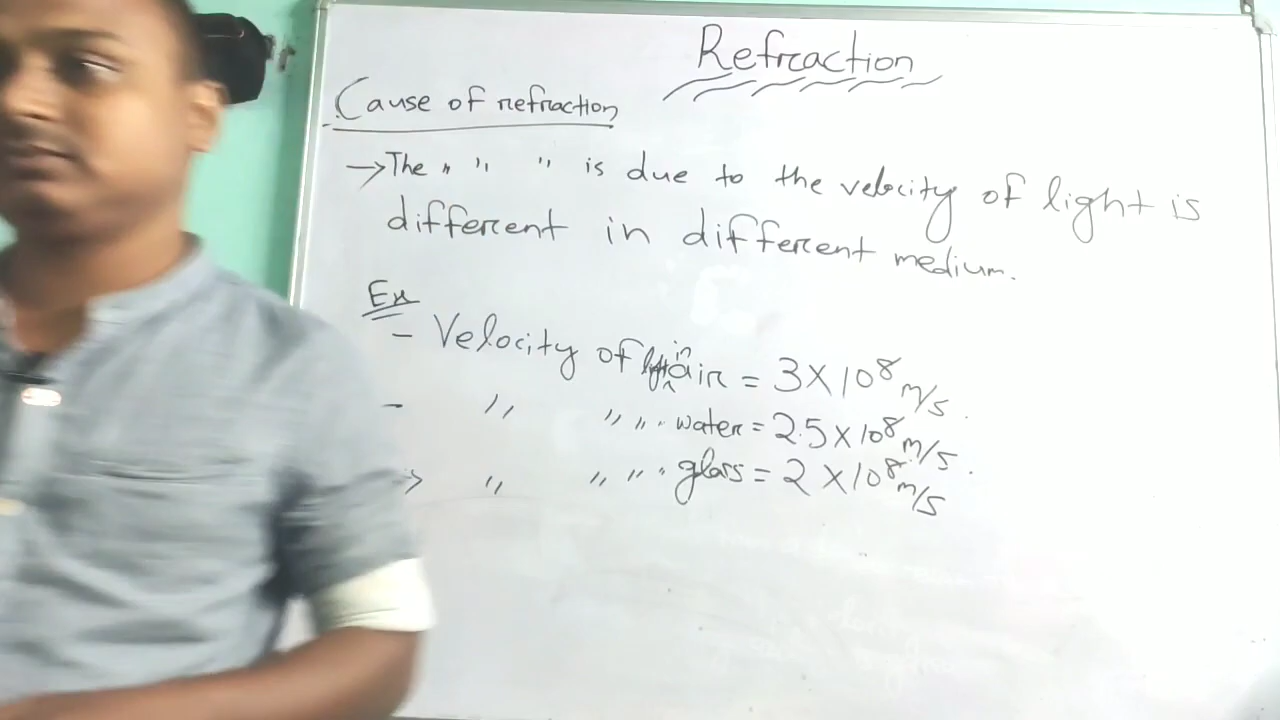 Refraction
Cause of refraction
→ The " " " is due to the velocity of light is
different in different medium.
Ex
- Velocity of light in air = 3 × 10⁸ m/s.
- " " " " water = 2.5 × 10⁸ m/s.
> " " " " glass = 2 × 10⁸ m/s